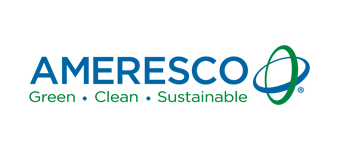 AMERESCO
Green • Clean • Sustainable
®